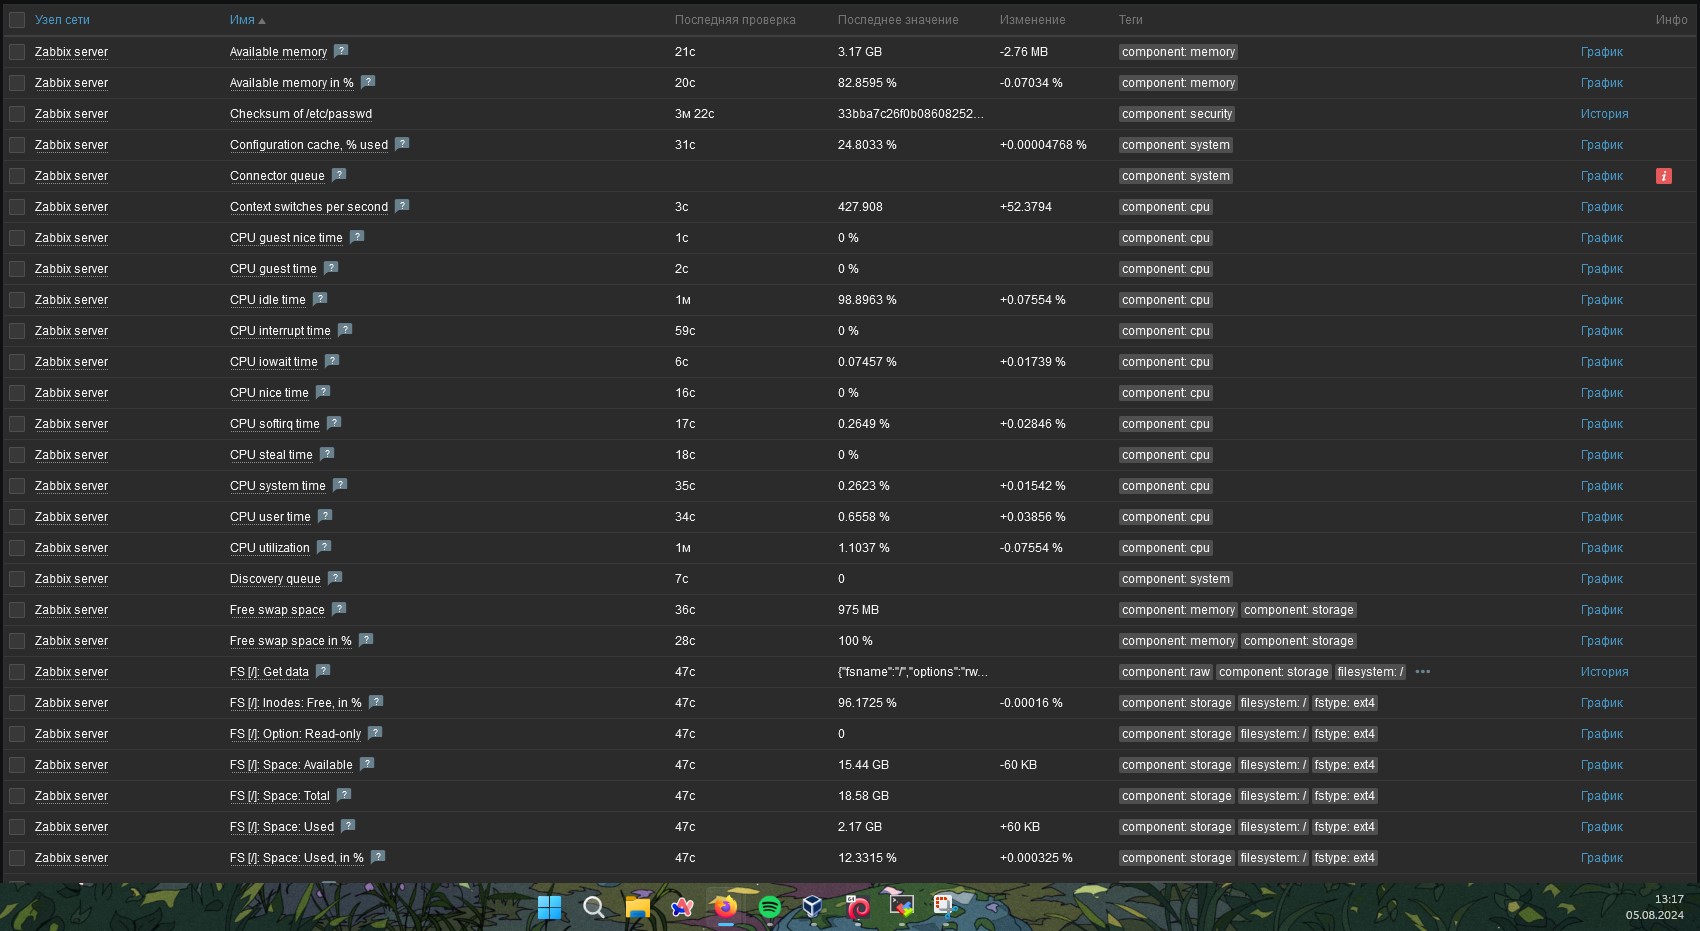 Узел сети Имя Последняя проверка Последнее значение Изменение Теги Инфо
Zabbix server Available memory ? 21с 3.17 GB -2.76 MB component: memory График
Zabbix server Available memory in % ? 20с 82.8595 % -0.07034 % component: memory График
Zabbix server Checksum of /etc/passwd 3м 22с 33bba7c26f0b08608252... component: security История
Zabbix server Configuration cache, % used ? 31с 24.8033 % +0.00004768 % component: system График
Zabbix server Connector queue ? component: system График i
Zabbix server Context switches per second ? 3с 427.908 +52.3794 component: cpu График
Zabbix server CPU guest nice time ? 1с 0 % component: cpu График
Zabbix server CPU guest time ? 2с 0 % component: cpu График
Zabbix server CPU idle time ? 1м 98.8963 % +0.07554 % component: cpu График
Zabbix server CPU interrupt time ? 59с 0 % component: cpu График
Zabbix server CPU iowait time ? 6с 0.07457 % +0.01739 % component: cpu График
Zabbix server CPU nice time ? 16с 0 % component: cpu График
Zabbix server CPU softirq time ? 17с 0.2649 % +0.02846 % component: cpu График
Zabbix server CPU steal time ? 18с 0 % component: cpu График
Zabbix server CPU system time ? 35с 0.2623 % +0.01542 % component: cpu График
Zabbix server CPU user time ? 34с 0.6558 % +0.03856 % component: cpu График
Zabbix server CPU utilization ? 1м 1.1037 % -0.07554 % component: cpu График
Zabbix server Discovery queue ? 7с 0 component: system График
Zabbix server Free swap space ? 36с 975 MB component: memory component: storage График
Zabbix server Free swap space in % ? 28с 100 % component: memory component: storage График
Zabbix server FS [/]: Get data ? 47с {"fsname":"/","options":"rw... component: raw component: storage filesystem: / ••• История
Zabbix server FS [/]: Inodes: Free, in % ? 47с 96.1725 % -0.00016 % component: storage filesystem: / fstype: ext4 График
Zabbix server FS [/]: Option: Read-only ? 47с 0 component: storage filesystem: / fstype: ext4 График
Zabbix server FS [/]: Space: Available ? 47с 15.44 GB -60 KB component: storage filesystem: / fstype: ext4 График
Zabbix server FS [/]: Space: Total ? 47с 18.58 GB component: storage filesystem: / fstype: ext4 График
Zabbix server FS [/]: Space: Used ? 47с 2.17 GB +60 KB component: storage filesystem: / fstype: ext4 График
Zabbix server FS [/]: Space: Used, in % ? 47с 12.3315 % +0.000325 % component: storage filesystem: / fstype: ext4 График
13:17
05.08.2024